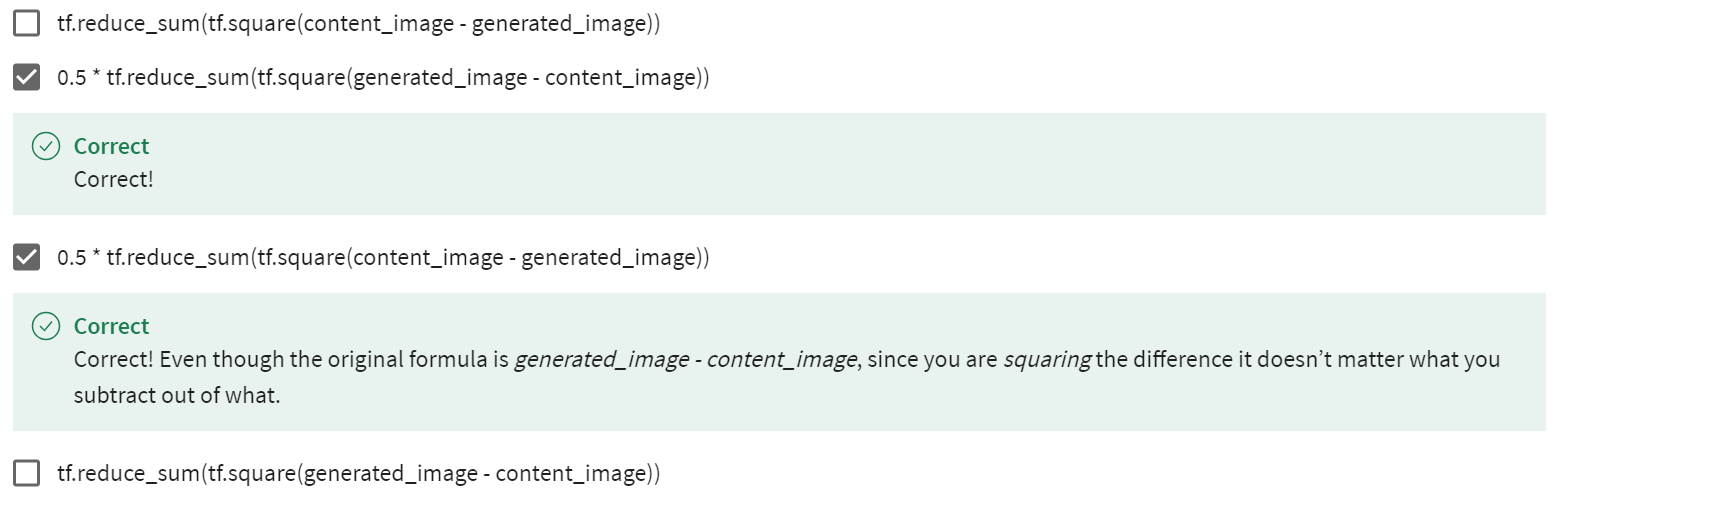 tf.reduce_sum(tf.square(content_image - generated_image))
0.5 * tf.reduce_sum(tf.square(generated_image - content_image))
Correct
Correct!
0.5 * tf.reduce_sum(tf.square(content_image - generated_image))
Correct
Correct! Even though the original formula is generated_image - content_image, since you are squaring the difference it doesn’t matter what you
subtract out of what.
tf.reduce_sum(tf.square(generated_image - content_image))